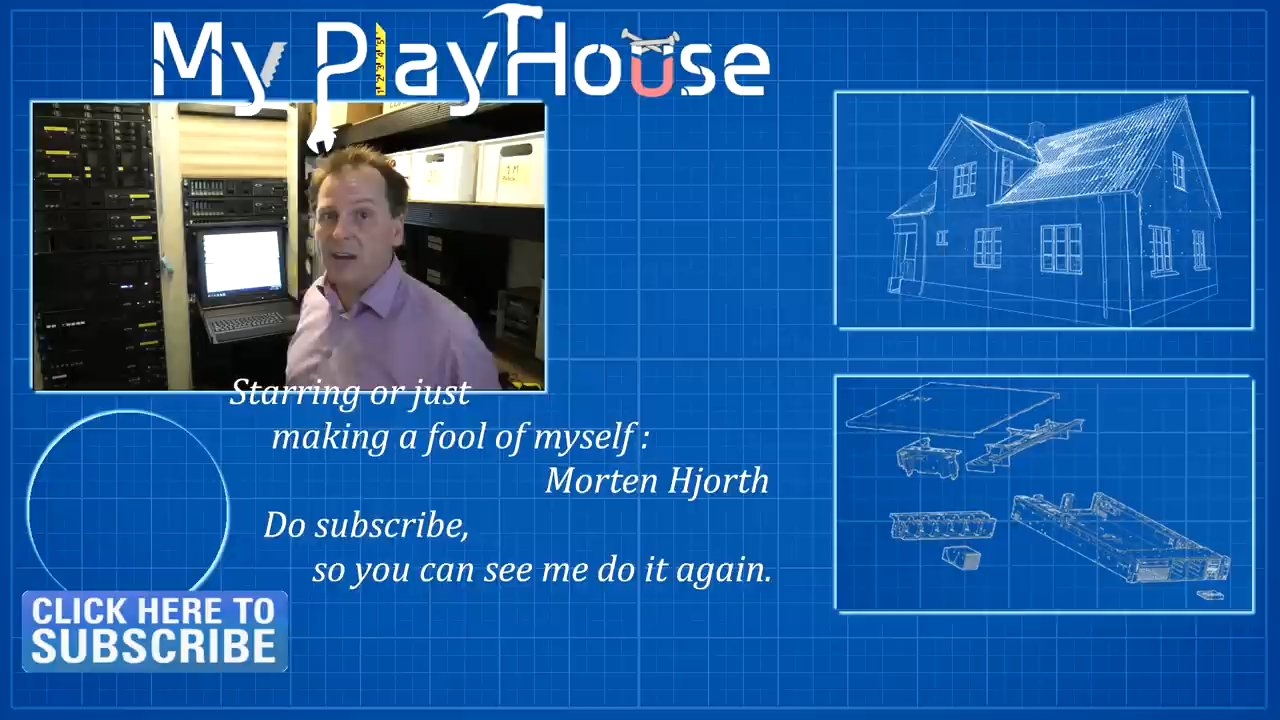 My PlayHouse
Starring or just
making a fool of myself :
Morten Hjorth
Do subscribe,
so you can see me do it again.
CLICK HERE TO
SUBSCRIBE